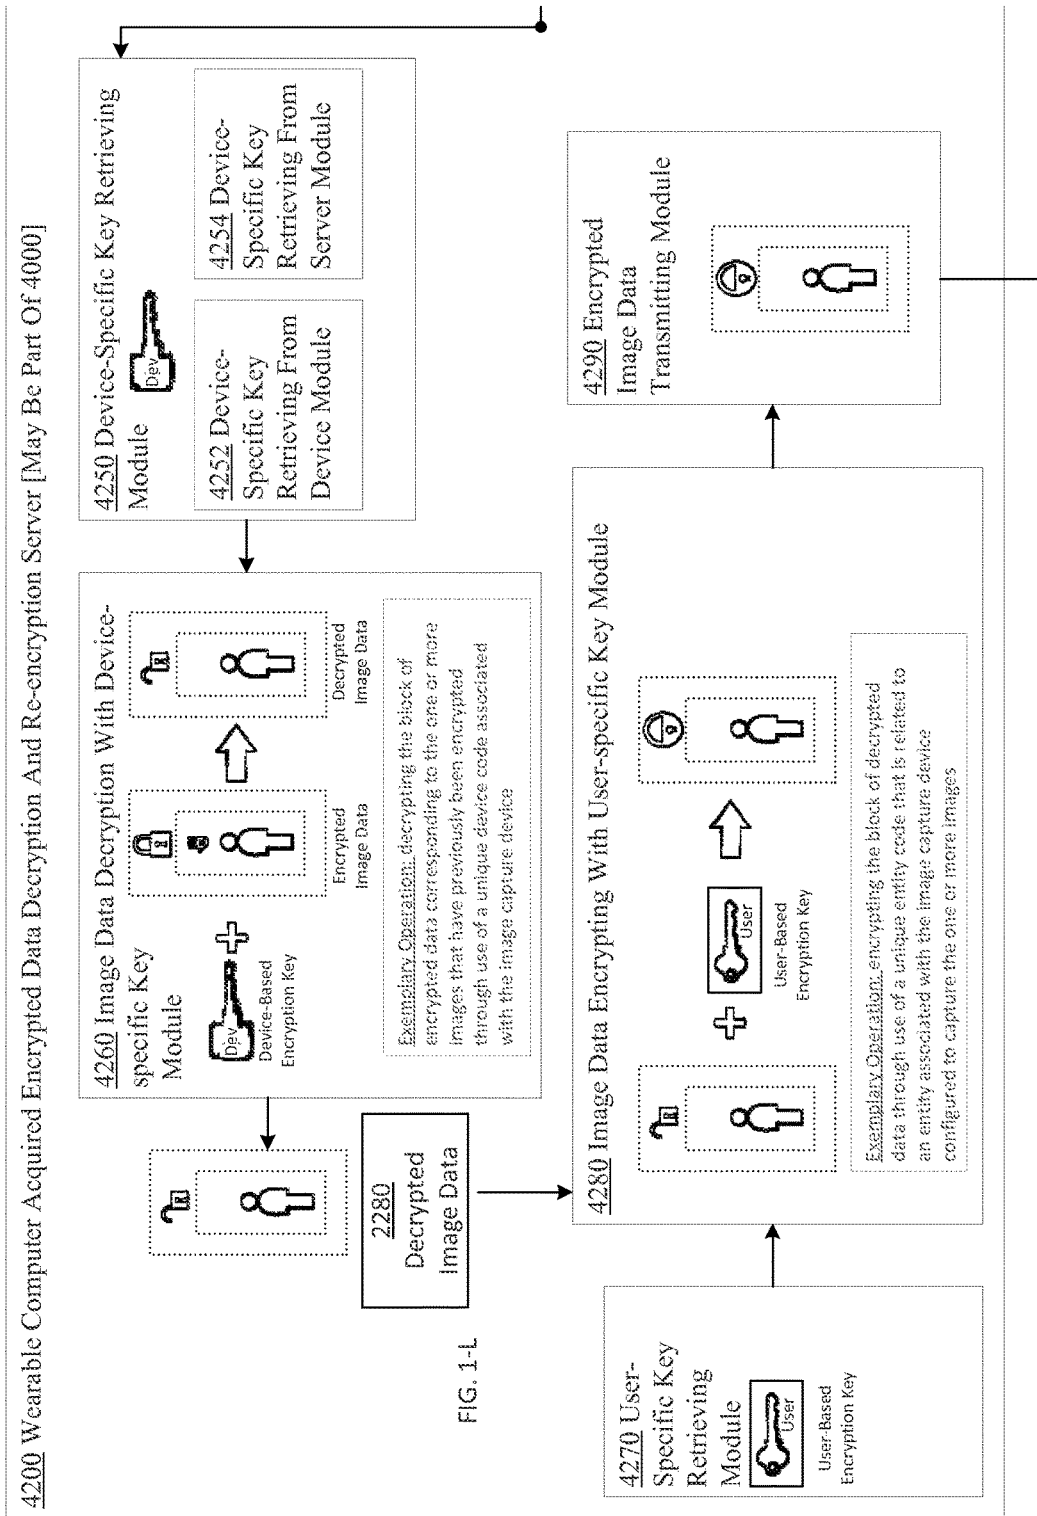 4200 Wearable Computer Acquired Encrypted Data Decryption And Re-encryption Server [May Be Part Of 4000]
4250 Device-Specific Key Retrieving
Module
Dev
4252 Device-
Specific Key
Retrieving From
Device Module
4254 Device-
Specific Key
Retrieving From
Server Module
4260 Image Data Decryption With Device-
specific Key
Module
Dev
Device-Based
Encryption Key
Encrypted
Image Data
Decrypted
Image Data
Exemplary Operation: decrypting the block of
encrypted data corresponding to the one or more
images that have previously been encrypted
through use of a unique device code associated
with the image capture device
2280
Decrypted
Image Data
FIG. 1-L
4270 User-
Specific Key
Retrieving
Module
User
User-Based
Encryption Key
4280 Image Data Encrypting With User-specific Key Module
User
User-Based
Encryption Key
Exemplary Operation: encrypting the block of decrypted
data through use of a unique entity code that is related to
an entity associated with the image capture device
configured to capture the one or more images
4290 Encrypted
Image Data
Transmitting Module